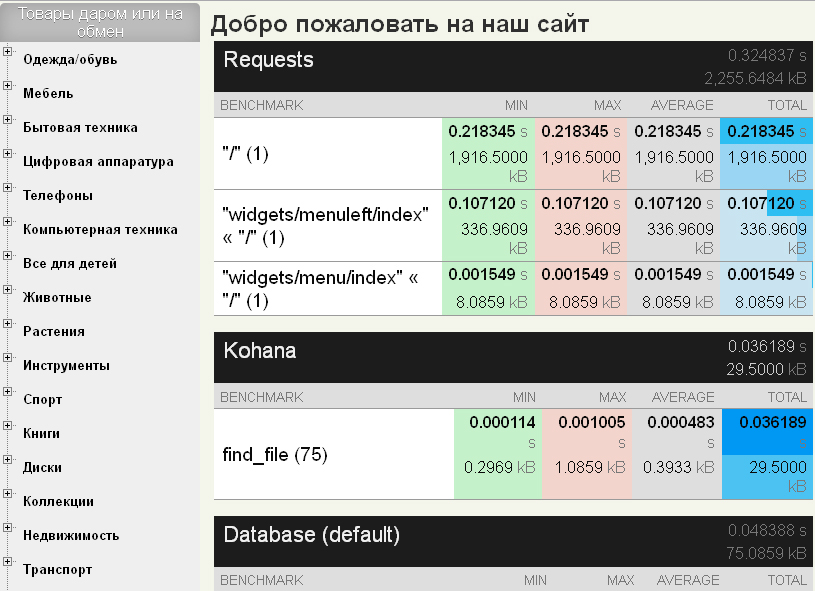 Товары даром или на
обмен
Одежда/обувь
Мебель
Бытовая техника
Цифровая аппаратура
Телефоны
Компьютерная техника
Все для детей
Животные
Растения
Инструменты
Спорт
Книги
Диски
Коллекции
Недвижимость
Транспорт
Добро пожаловать на наш сайт
Requests 0.324837 s
2,255.6484 kB
BENCHMARK MIN MAX AVERAGE TOTAL
"/" (1) 0.218345 s 0.218345 s 0.218345 s 0.218345 s
1,916.5000 1,916.5000 1,916.5000 1,916.5000
kB kB kB kB
"widgets/menuleft/index" 0.107120 s 0.107120 s 0.107120 s 0.107120 s
« "/" (1) 336.9609 336.9609 336.9609 336.9609
kB kB kB kB
"widgets/menu/index" « 0.001549 s 0.001549 s 0.001549 s 0.001549 s
"/" (1) 8.0859 kB 8.0859 kB 8.0859 kB 8.0859 kB
Kohana 0.036189 s
29.5000 kB
BENCHMARK MIN MAX AVERAGE TOTAL
find_file (75) 0.000114 0.001005 0.000483 0.036189
s s s s
0.2969 kB 1.0859 kB 0.3933 kB 29.5000
kB
Database (default) 0.048388 s
75.0859 kB
BENCHMARK MIN MAX AVERAGE TOTAL